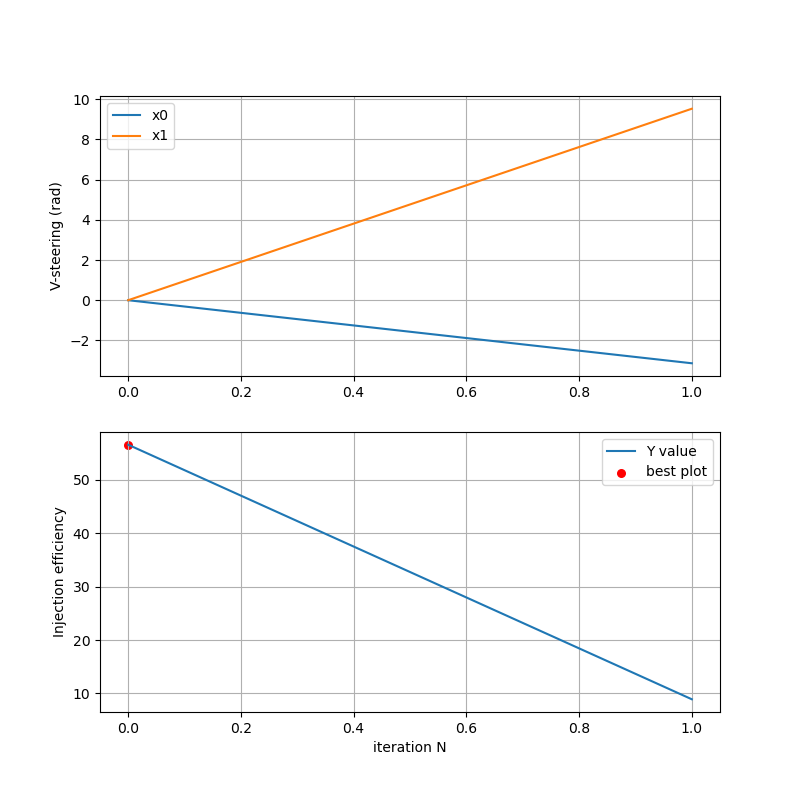 x0
x1
V-steering (rad)
10
8
6
4
2
0
−2
0.0 0.2 0.4 0.6 0.8 1.0
Y value
best plot
Injection efficiency
50
40
30
20
10
0.0 0.2 0.4 0.6 0.8 1.0
iteration N